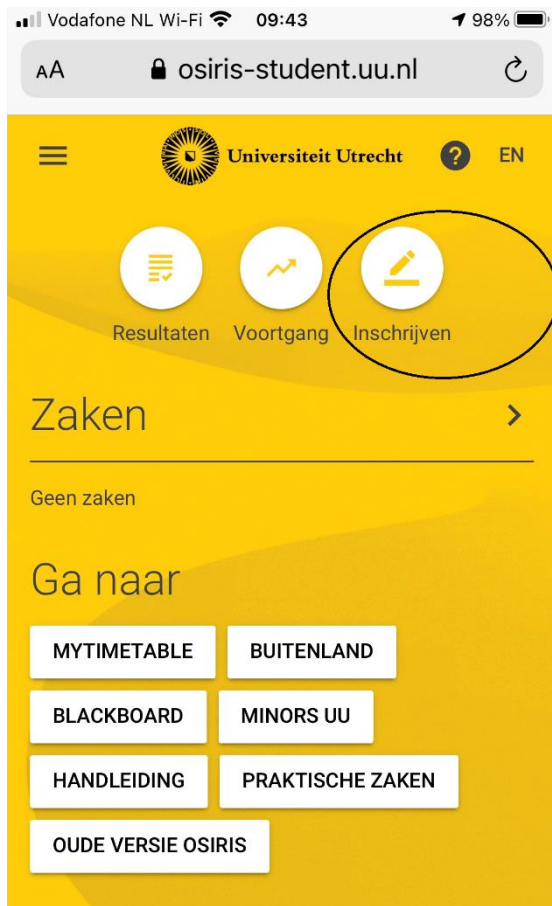 Vodafone NL Wi-Fi 09:43 98%
AA osiris-student.uu.nl
Universiteit Utrecht ? EN
Resultaten Voortgang Inschrijven
Zaken
Geen zaken
Ga naar
MYTIMETABLE BUITENLAND
BLACKBOARD MINORS UU
HANDLEIDING PRAKTISCHE ZAKEN
OUDE VERSIE OSIRIS